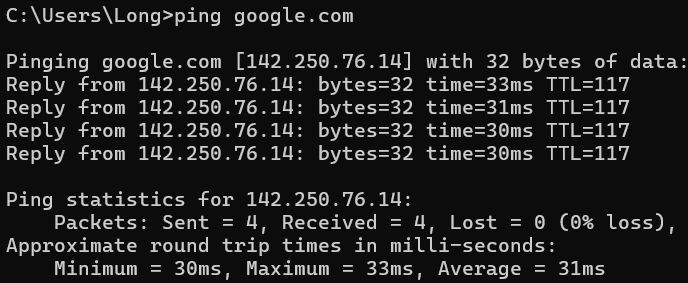 C:\Users\Long>ping google.com
Pinging google.com [142.250.76.14] with 32 bytes of data:
Reply from 142.250.76.14: bytes=32 time=33ms TTL=117
Reply from 142.250.76.14: bytes=32 time=31ms TTL=117
Reply from 142.250.76.14: bytes=32 time=30ms TTL=117
Reply from 142.250.76.14: bytes=32 time=30ms TTL=117
Ping statistics for 142.250.76.14:
Packets: Sent = 4, Received = 4, Lost = 0 (0% loss),
Approximate round trip times in milli-seconds:
Minimum = 30ms, Maximum = 33ms, Average = 31ms